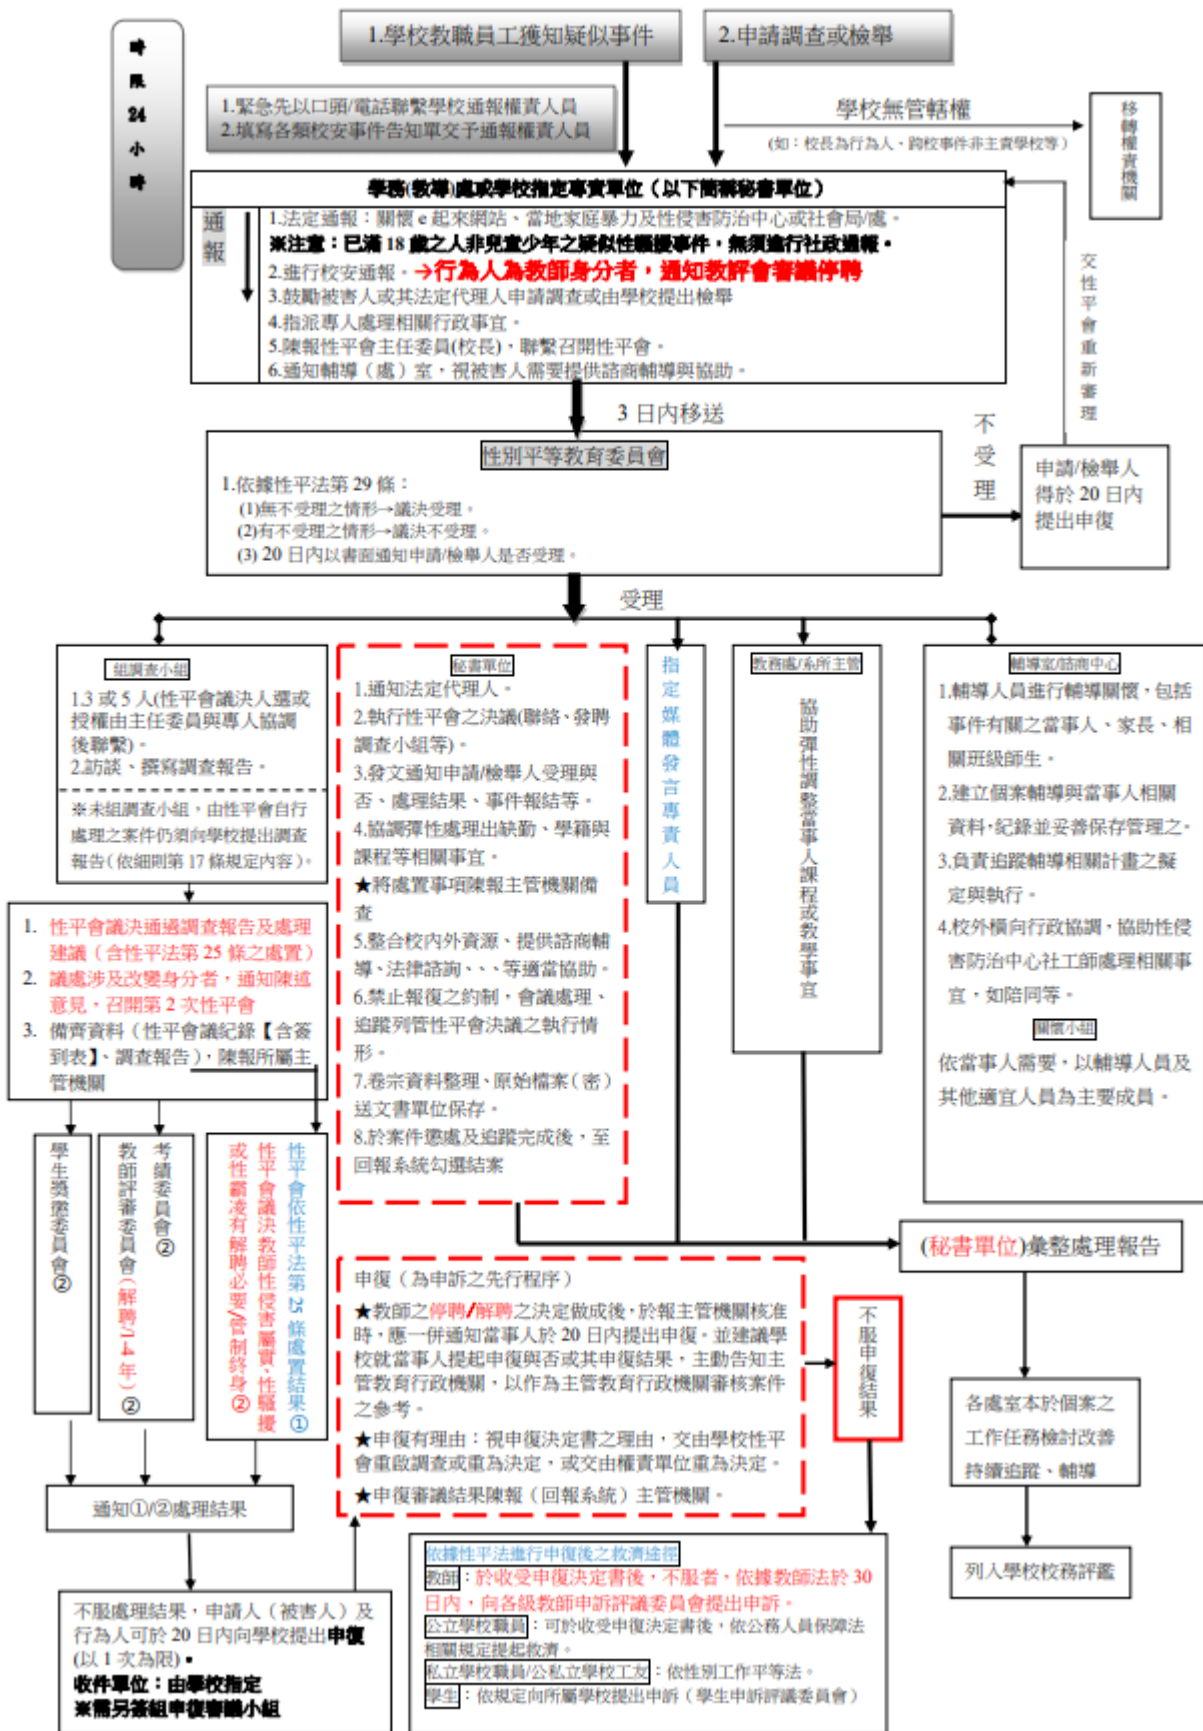 時限24小時
1.學校教職員工獲知疑似事件
2.申請調查或檢舉
1.緊急先以口頭/電話聯繫學校通報權責人員
2.填寫各類校安事件告知單交予通報權責人員
學校無管轄權
(如：校長為行為人、跨校事件非主責學校等)
移轉權責機關
學務(教導)處或學校指定專責單位（以下簡稱秘書單位）
通報
1.法定通報：關懷 e 起來網站、當地家庭暴力及性侵害防治中心或社會局/處。
※注意：已滿 18 歲之人非兒童少年之疑似性騷擾事件，無須進行社政通報。
2.進行校安通報。→行為人為教師身分者，通知教評會審議停聘
3.鼓勵被害人或其法定代理人申請調查或由學校提出檢舉
4.指派專人處理相關行政事宜。
5.陳報性平會主任委員(校長)，聯繫召開性平會。
6.通知輔導（處）室，視被害人需要提供諮商輔導與協助。
交性平會重新審理
3 日內移送
性別平等教育委員會
1.依據性平法第 29 條：
(1)無不受理之情形→議決受理。
(2)有不受理之情形→議決不受理。
(3) 20 日內以書面通知申請/檢舉人是否受理。
不受理
申請/檢舉人
得於 20 日內
提出申復
受理
組調查小組
1.3 或 5 人(性平會議決人選或
授權由主任委員與專人協調
後聯繫)。
2.訪談、撰寫調查報告。
※未組調查小組，由性平會自行
處理之案件仍須向學校提出調查
報告(依細則第 17 條規定內容)。
秘書單位
1.通知法定代理人。
2.執行性平會之決議(聯絡、發聘
調查小組等)。
3.發文通知申請/檢舉人受理與
否、處理結果、事件報結等。
4.協調彈性處理出缺勤、學籍與
課程等相關事宜。
★將處置事項陳報主管機關備
查
5.整合校內外資源、提供諮商輔
導、法律諮詢、、、等適當協助。
6.禁止報復之約制，會議處理、
追蹤列管性平會決議之執行情
形。
7.卷宗資料整理、原始檔案（密）
送文書單位保存。
8.於案件懲處及追蹤完成後，至
回報系統勾選結案
指定媒體發言專責人員
教務處/系所主管
協助彈性調整當事人課程或教學事宜
輔導室/諮商中心
1.輔導人員進行輔導關懷，包括
事件有關之當事人、家長、相
關班級師生。
2.建立個案輔導與當事人相關
資料，紀錄並妥善保存管理之。
3.負責追蹤輔導相關計畫之擬
定與執行。
4.校外橫向行政協調，協助性侵
害防治中心社工師處理相關事
宜，如陪同等。
關懷小組
依當事人需要，以輔導人員及
其他適宜人員為主要成員。
1. 性平會議決通過調查報告及處理
建議（含性平法第 25 條之處置）
2. 議處涉及改變身分者，通知陳述
意見，召開第 2 次性平會
3. 備齊資料（性平會議紀錄【含簽
到表】、調查報告），陳報所屬主
管機關
學生獎懲委員會②
考績委員會②
教師評審委員會（解聘/1-4 年）②
性平會依性平法第 25 條處置結果①
性平會議決教師性侵害屬實、性騷擾
或性霸凌有解聘必要/管制終身②
(秘書單位)彙整處理報告
申復（為申訴之先行程序）
★教師之停聘/解聘之決定做成後，於報主管機關核准
時，應一併通知當事人於 20 日內提出申復。並建議學
校就當事人提起申復與否或其申復結果，主動告知主
管教育行政機關，以作為主管教育行政機關審核案件
之參考。
★申復有理由：視申復決定書之理由，交由學校性平
會重啟調查或重為決定，或交由權責單位重為決定。
★申復審議結果陳報（回報系統）主管機關。
不服申復結果
各處室本於個案之
工作任務檢討改善
持續追蹤、輔導
通知①/②處理結果
列入學校校務評鑑
不服處理結果，申請人（被害人）及
行為人可於 20 日內向學校提出申復
(以 1 次為限)。
收件單位：由學校指定
※需另簽組申復審議小組
依據性平法進行申復後之救濟途徑
教師：於收受申復決定書後，不服者，依據教師法於 30
日內，向各級教師申訴評議委員會提出申訴。
公立學校職員：可於收受申復決定書後，依公務人員保障法
相關規定提起救濟。
私立學校職員/公私立學校工友：依性別工作平等法。
學生：依規定向所屬學校提出申訴（學生申訴評議委員會）